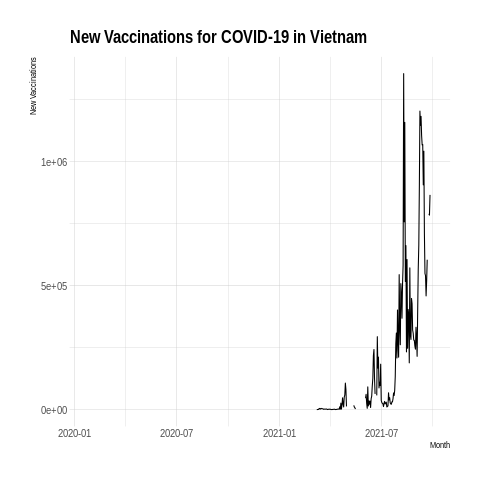 New Vaccinations for COVID-19 in Vietnam
New Vaccinations
1e+06
5e+05
0e+00
2020-01 2020-07 2021-01 2021-07
Month